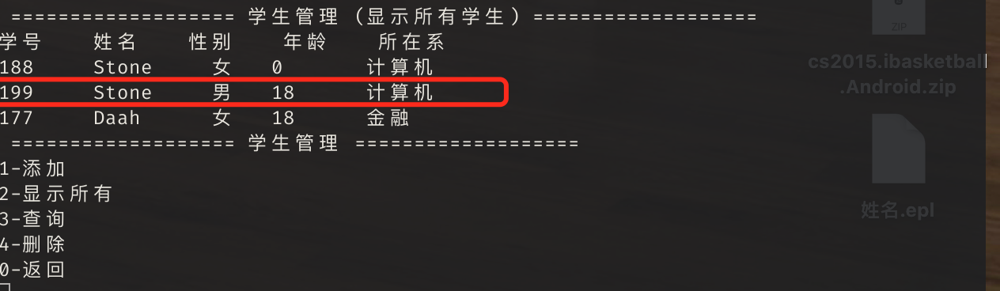 =================== 学生管理 (显示所有学生) ===================
学号 姓名 性别 年龄 所在系
188 Stone 女 0 计算机
199 Stone 男 18 计算机
177 Daah 女 18 金融
=================== 学生管理 ===================
1-添加
2-显示所有
3-查询
4-删除
0-返回
ZIP
cs2015.ibasketball
.Android.zip
姓名.epl